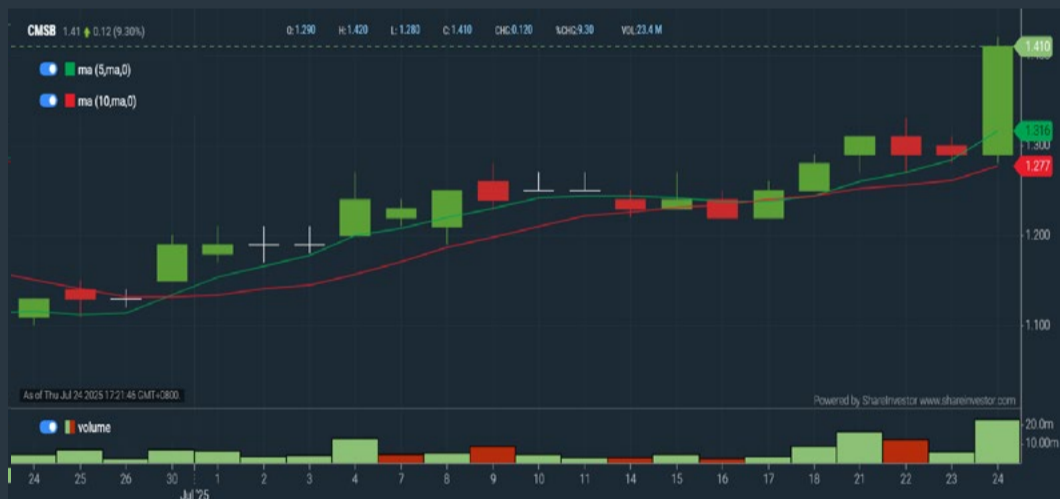 CMSB 1.41 0.12 (9.30%) O:1.290 H:1.420 L:1.280 C:1.410 CHG:0.120 %CHG:9.30 VOL:23.4 M
1.410
ma (5,ma,0)
ma (10,ma,0)
1.316
1.300
1.277
1.200
1.100
As of Thu Jul 24 2025 17:21:46 GMT+0800.
Powered by ShareInvestor www.shareinvestor.com
volume
20.0m
10.00m
24 25 26 30 1 2 3 4 7 8 9 10 11 14 15 16 17 18 21 22 23 24
Jul '25